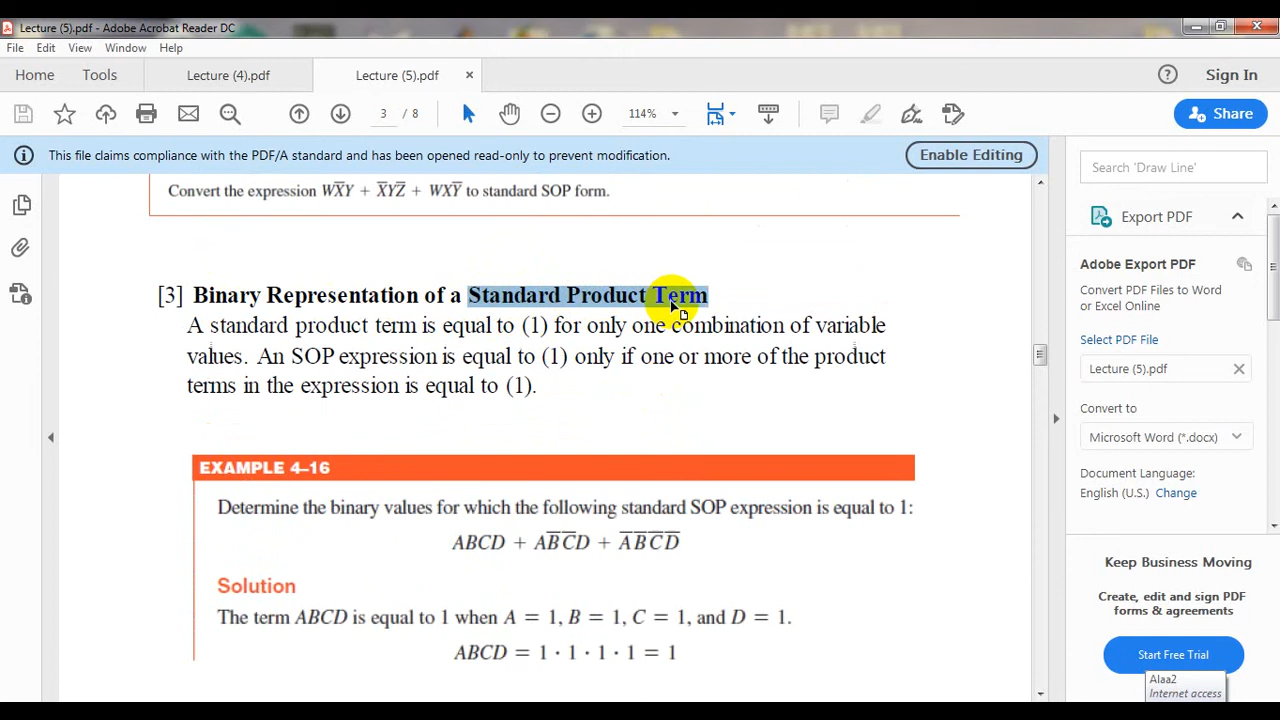 Lecture (5).pdf - Adobe Acrobat Reader DC
File Edit View Window Help
Home Tools Lecture (4).pdf Lecture (5).pdf × ? Sign In
3 / 8 114% Share
This file claims compliance with the PDF/A standard and has been opened read-only to prevent modification. Enable Editing
Convert the expression WX̅Y + X̅YZ̅ + WXY̅ to standard SOP form.
[3] Binary Representation of a Standard Product Term
A standard product term is equal to (1) for only one combination of variable
values. An SOP expression is equal to (1) only if one or more of the product
terms in the expression is equal to (1).
EXAMPLE 4–16
Determine the binary values for which the following standard SOP expression is equal to 1:
ABCD + AB̅C̅D + A̅B̅C̅D̅
Solution
The term ABCD is equal to 1 when A = 1, B = 1, C = 1, and D = 1.
ABCD = 1 · 1 · 1 · 1 = 1
Search 'Draw Line'
Export PDF
Adobe Export PDF
Convert PDF Files to Word
or Excel Online
Select PDF File
Lecture (5).pdf
Convert to
Microsoft Word (*.docx)
Document Language:
English (U.S.) Change
Keep Business Moving
Create, edit and sign PDF
forms & agreements
Start Free Trial
Alaa2
Internet access